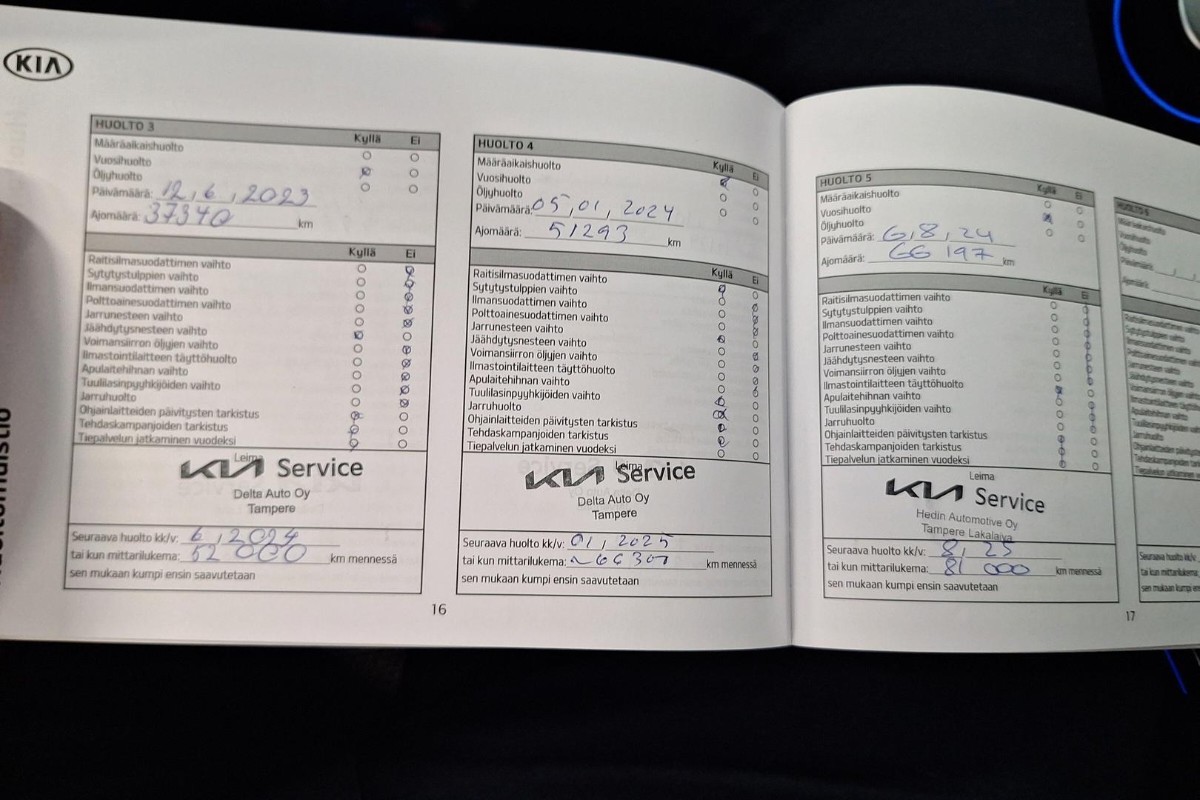 KIA
HUOLTO 3
Kyllä Ei
Määräaikaishuolto
Vuosihuolto
Öljyhuolto
Päivämäärä: 12, 6, 2023
Ajomäärä: 37340 km
Kyllä Ei
Raitisilmasuodattimen vaihto
Sytytystulppien vaihto
Ilmansuodattimen vaihto
Polttoainesuodattimen vaihto
Jarrunesteen vaihto
Jäähdytysnesteen vaihto
Voimansiirron öljyjen vaihto
Ilmastointilaitteen täyttöhuolto
Apulaitehihnan vaihto
Tuulilasinpyyhkijöiden vaihto
Jarruhuolto
Ohjainlaitteiden päivitysten tarkistus
Tehdaskampanjoiden tarkistus
Tiepalvelun jatkaminen vuodeksi
Leima
KIA Service
Delta Auto Oy
Tampere
Seuraava huolto kk/v: 6, 2024
tai kun mittarilukema: 52 000 km mennessä
sen mukaan kumpi ensin saavutetaan
16
HUOLTO 4
Kyllä Ei
Määräaikaishuolto
Vuosihuolto
Öljyhuolto
Päivämäärä: 05, 01, 2024
Ajomäärä: 51293 km
Kyllä Ei
Raitisilmasuodattimen vaihto
Sytytystulppien vaihto
Ilmansuodattimen vaihto
Polttoainesuodattimen vaihto
Jarrunesteen vaihto
Jäähdytysnesteen vaihto
Voimansiirron öljyjen vaihto
Ilmastointilaitteen täyttöhuolto
Apulaitehihnan vaihto
Tuulilasinpyyhkijöiden vaihto
Jarruhuolto
Ohjainlaitteiden päivitysten tarkistus
Tehdaskampanjoiden tarkistus
Tiepalvelun jatkaminen vuodeksi
Leima
KIA Service
Delta Auto Oy
Tampere
Seuraava huolto kk/v: 01, 2025
tai kun mittarilukema: km mennessä
sen mukaan kumpi ensin saavutetaan
HUOLTO 5
Kyllä Ei
Määräaikaishuolto
Vuosihuolto
Öljyhuolto
Päivämäärä: 6, 8, 24
Ajomäärä: 66 197 km
Kyllä Ei
Raitisilmasuodattimen vaihto
Sytytystulppien vaihto
Ilmansuodattimen vaihto
Polttoainesuodattimen vaihto
Jarrunesteen vaihto
Jäähdytysnesteen vaihto
Voimansiirron öljyjen vaihto
Ilmastointilaitteen täyttöhuolto
Apulaitehihnan vaihto
Tuulilasinpyyhkijöiden vaihto
Jarruhuolto
Ohjainlaitteiden päivitysten tarkistus
Tehdaskampanjoiden tarkistus
Tiepalvelun jatkaminen vuodeksi
Leima
KIA Service
Hedin Automotive Oy
Tampere Lakalaiva
Seuraava huolto kk/v: 8, 25
tai kun mittarilukema: 81 000 km mennessä
sen mukaan kumpi ensin saavutetaan
17
HUOLTO 6